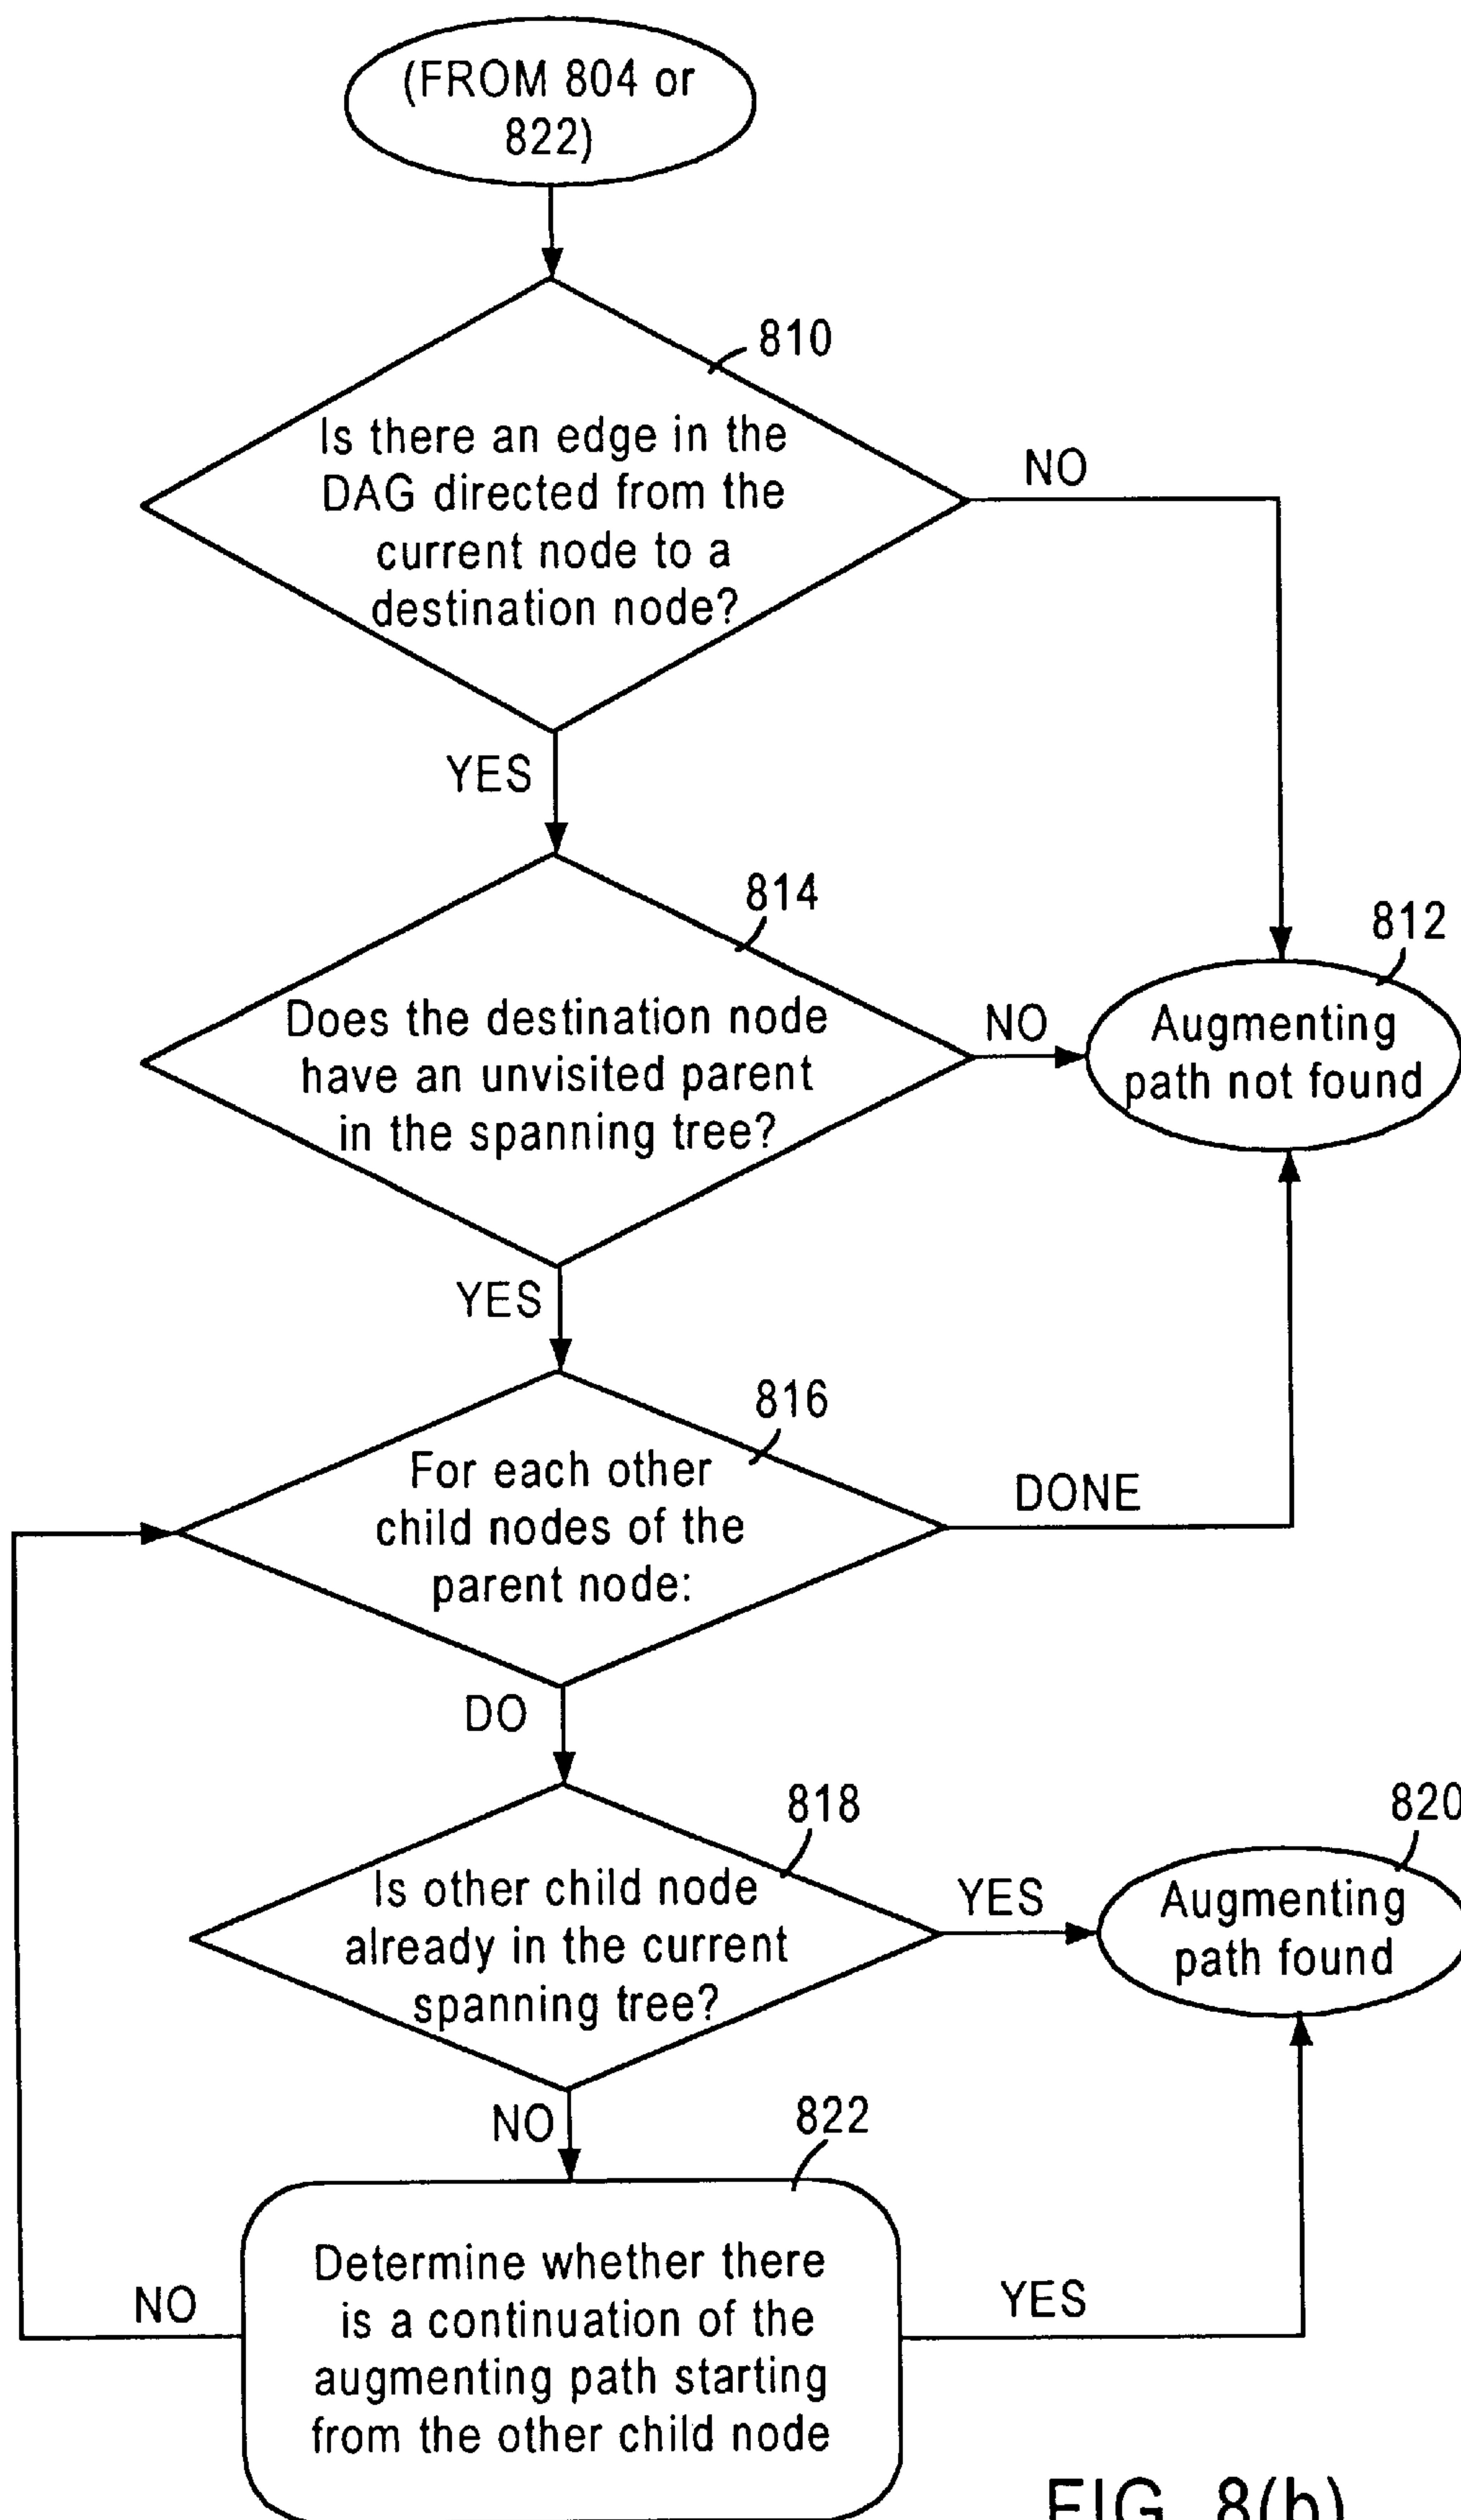 (FROM 804 or
822)
810
Is there an edge in the
DAG directed from the
current node to a
destination node?
NO
YES
814
812
Does the destination node
have an unvisited parent
in the spanning tree?
NO
Augmenting
path not found
YES
816
For each other
child nodes of the
parent node:
DONE
DO
818
820
Is other child node
already in the current
spanning tree?
YES
Augmenting
path found
NO
822
Determine whether there
is a continuation of the
augmenting path starting
from the other child node
NO
YES
FIG. 8(b)